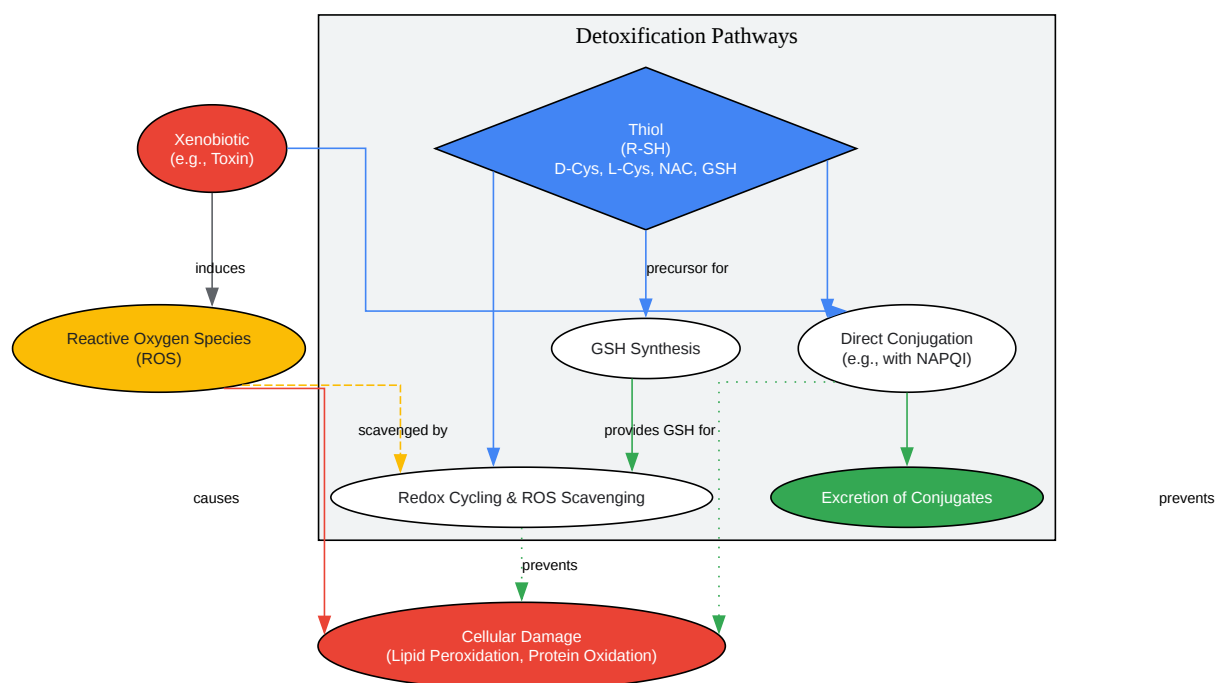 Detoxification Pathways
Thiol
(R-SH)
D-Cys, L-Cys, NAC, GSH
Xenobiotic
(e.g., Toxin)
induces
precursor for
Reactive Oxygen Species
(ROS)
GSH Synthesis
Direct Conjugation
(e.g., with NAPQI)
scavenged by
provides GSH for
causes
Redox Cycling & ROS Scavenging
Excretion of Conjugates
prevents
prevents
Cellular Damage
(Lipid Peroxidation, Protein Oxidation)